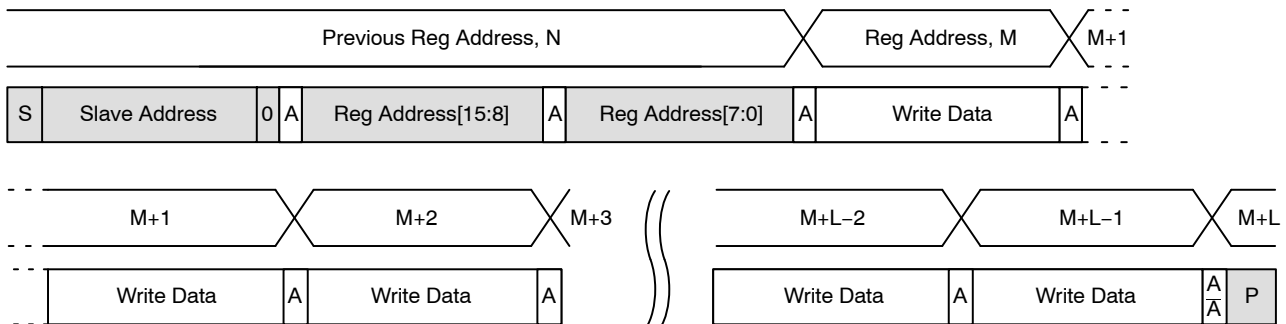 Previous Reg Address, N Reg Address, M M+1
S Slave Address 0 A Reg Address[15:8] A Reg Address[7:0] A Write Data A
M+1 M+2 M+3 M+L−2 M+L−1 M+L
Write Data A Write Data A Write Data A Write Data A A̅ P